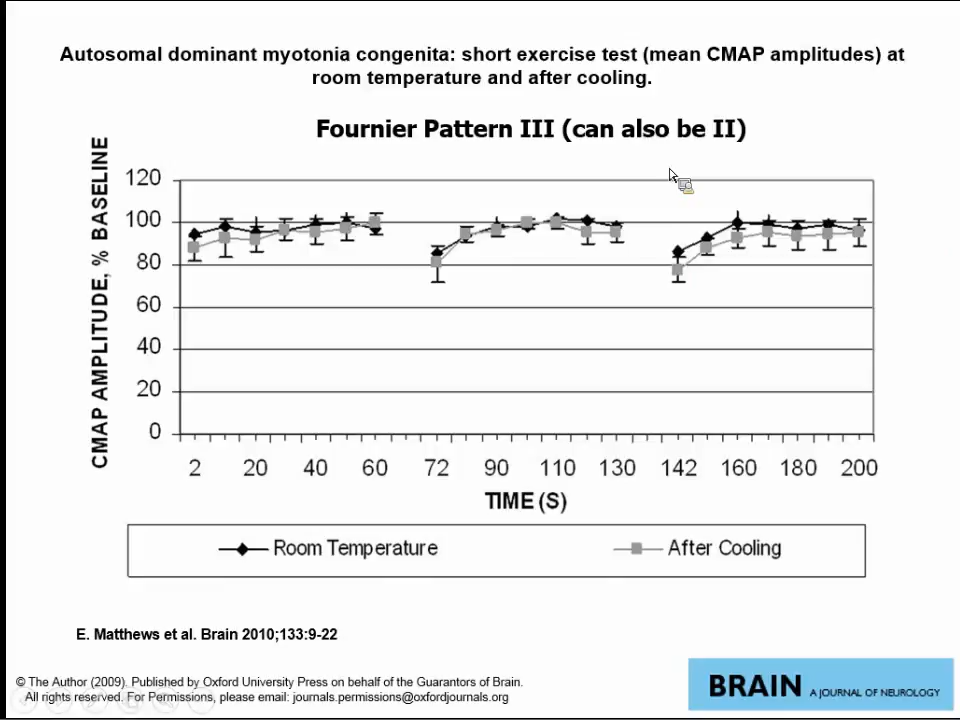 Autosomal dominant myotonia congenita: short exercise test (mean CMAP amplitudes) at
room temperature and after cooling.
Fournier Pattern III (can also be II)
CMAP AMPLITUDE, % BASELINE
120
100
80
60
40
20
0
2 20 40 60 72 90 110 130 142 160 180 200
TIME (S)
Room Temperature After Cooling
E. Matthews et al. Brain 2010;133:9-22
© The Author (2009). Published by Oxford University Press on behalf of the Guarantors of Brain.
All rights reserved. For Permissions, please email: journals.permissions@oxfordjournals.org
BRAIN A JOURNAL OF NEUROLOGY